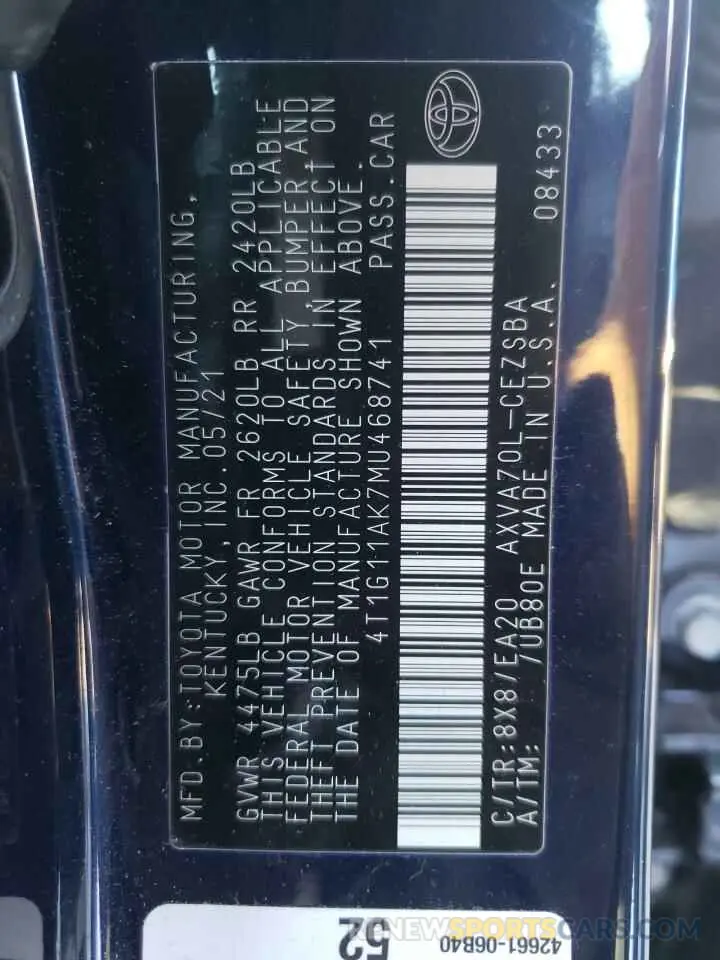 MFD.BY:TOYOTA MOTOR MANUFACTURING,
KENTUCKY,INC.05/21
GVWR 4475LB GAWR FR 2620LB RR 2420LB
THIS VEHICLE CONFORMS TO ALL APPLICABLE
FEDERAL MOTOR VEHICLE SAFETY,BUMPER,AND
THEFT PREVENTION STANDARDS IN EFFECT ON
THE DATE OF MANUFACTURE SHOWN ABOVE.
4T1G11AK7MU468741 PASS.CAR
C/TR:8X8/EA20 AXVA70L-CEZSBA 08433
A/TM: /UB80E MADE IN U.S.A.
52
42661-06B40
RENEWSPORTSCARS.COM